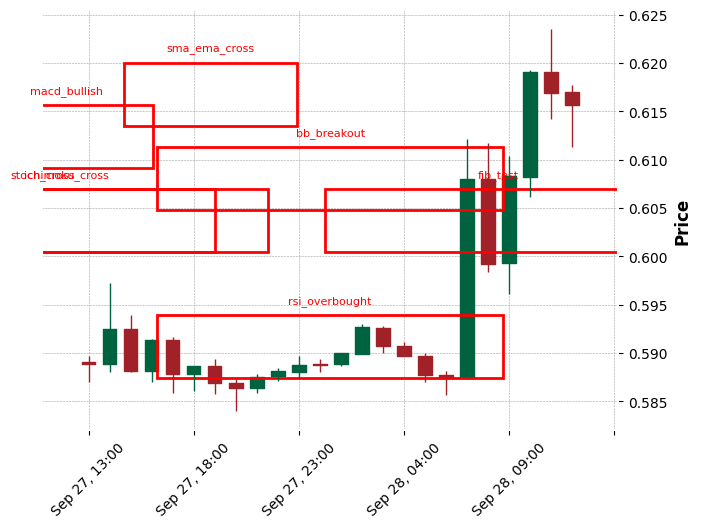 0.625
sma_ema_cross
0.620
macd_bullish
0.615
bb_breakout
0.610
fib_test
0.605
Price
0.600
rsi_overbought
0.595
0.590
0.585
Sep 27, 13:00
Sep 27, 18:00
Sep 27, 23:00
Sep 28, 04:00
Sep 28, 09:00